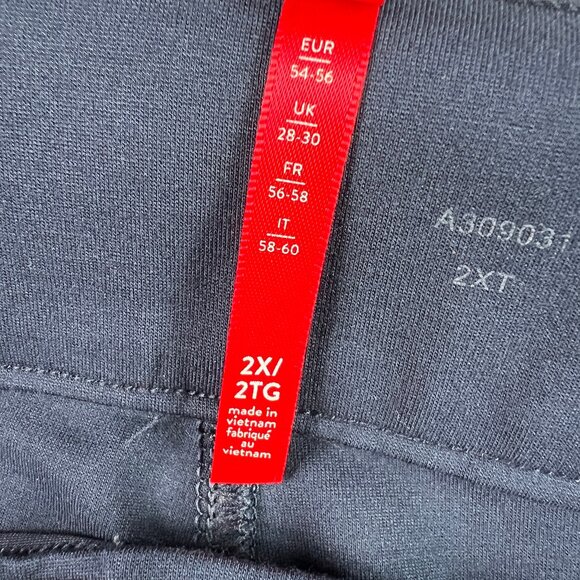 EUR
54-56
UK
28-30
FR
56-58
IT
58-60
2X/
2TG
made in
vietnam
fabriqué
au
vietnam
A309031
2XT